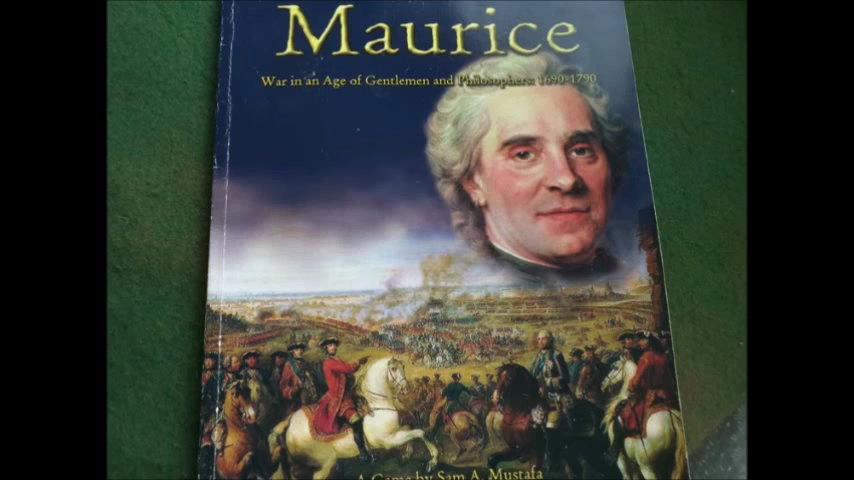 Maurice
War in an Age of Gentlemen and Philosophers: 1690-1790
A Game by Sam A. Mustafa